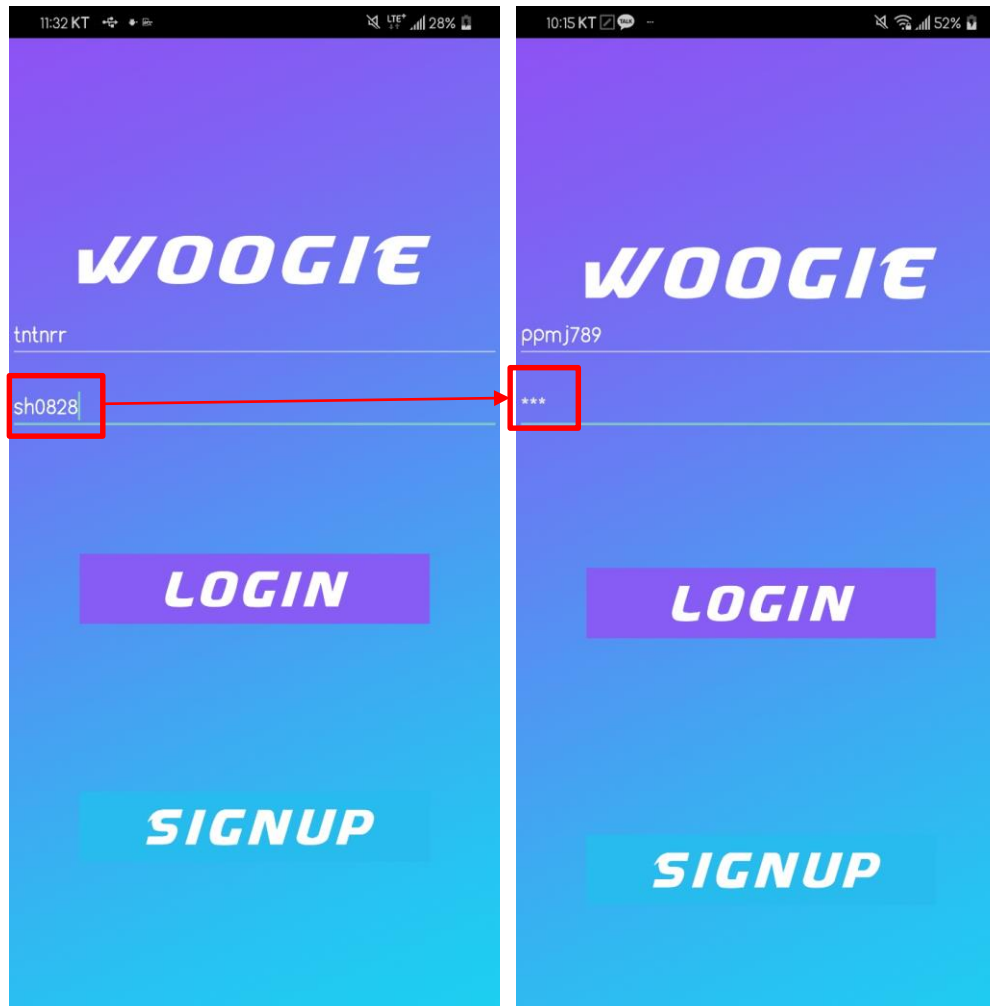 11:32 KT
LTE+ 28%
WOOGIE
tntnrr
sh0828
LOGIN
SIGNUP
10:15 KT TALK
52%
WOOGIE
ppmj789
***
LOGIN
SIGNUP